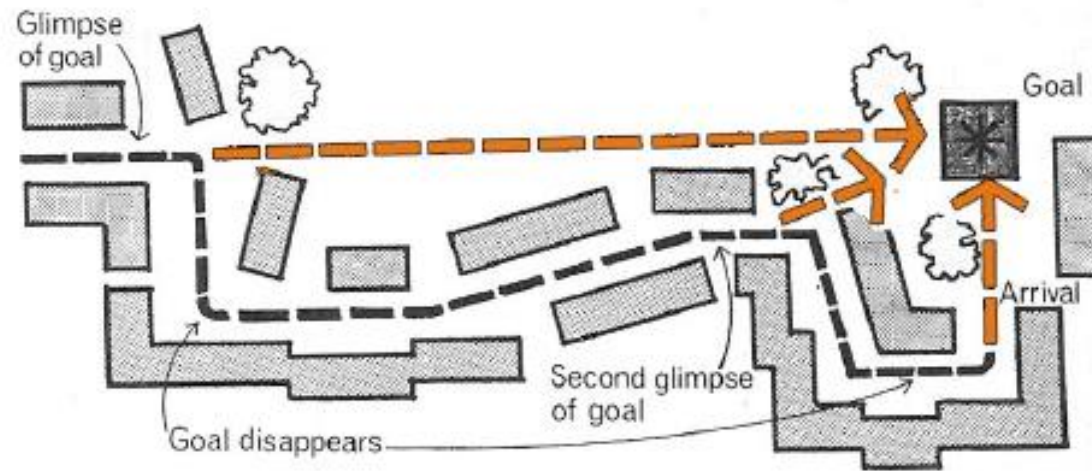 Glimpse
of goal
Goal
Arrival
Second glimpse
of goal
Goal disappears